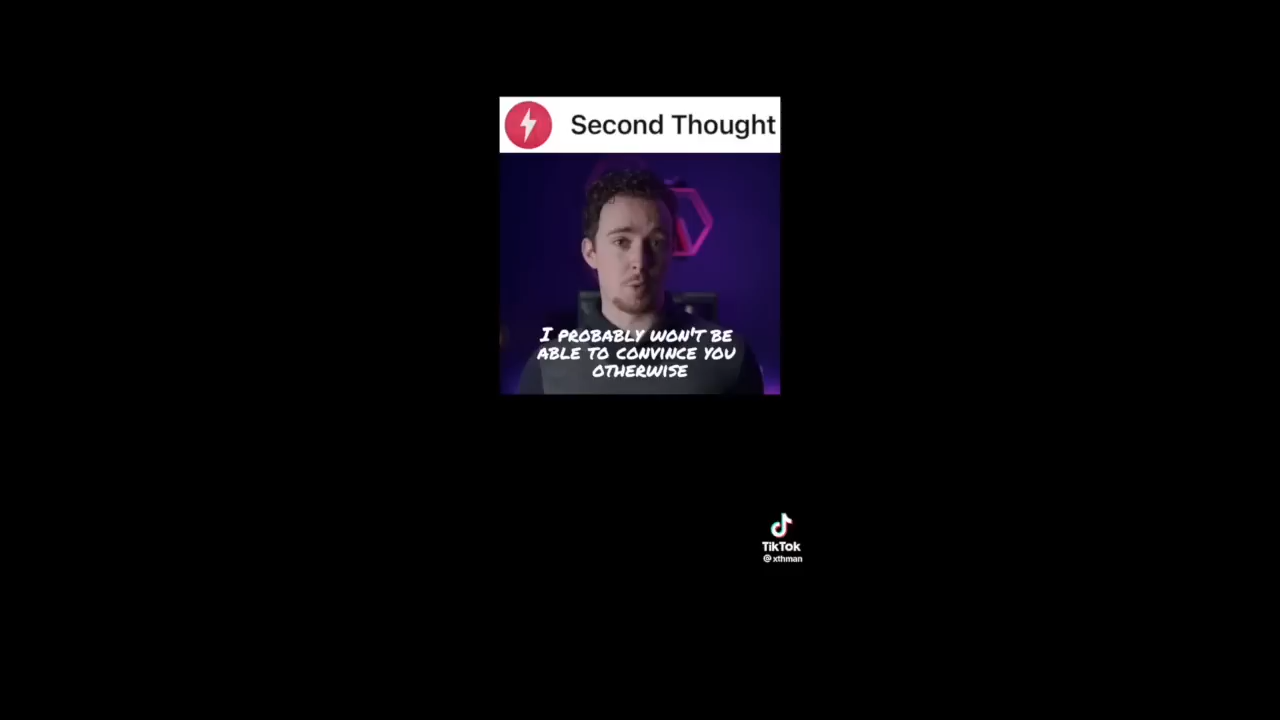 Second Thought
I PROBABLY WON'T BE
ABLE TO CONVINCE YOU
OTHERWISE
TikTok
@xthman